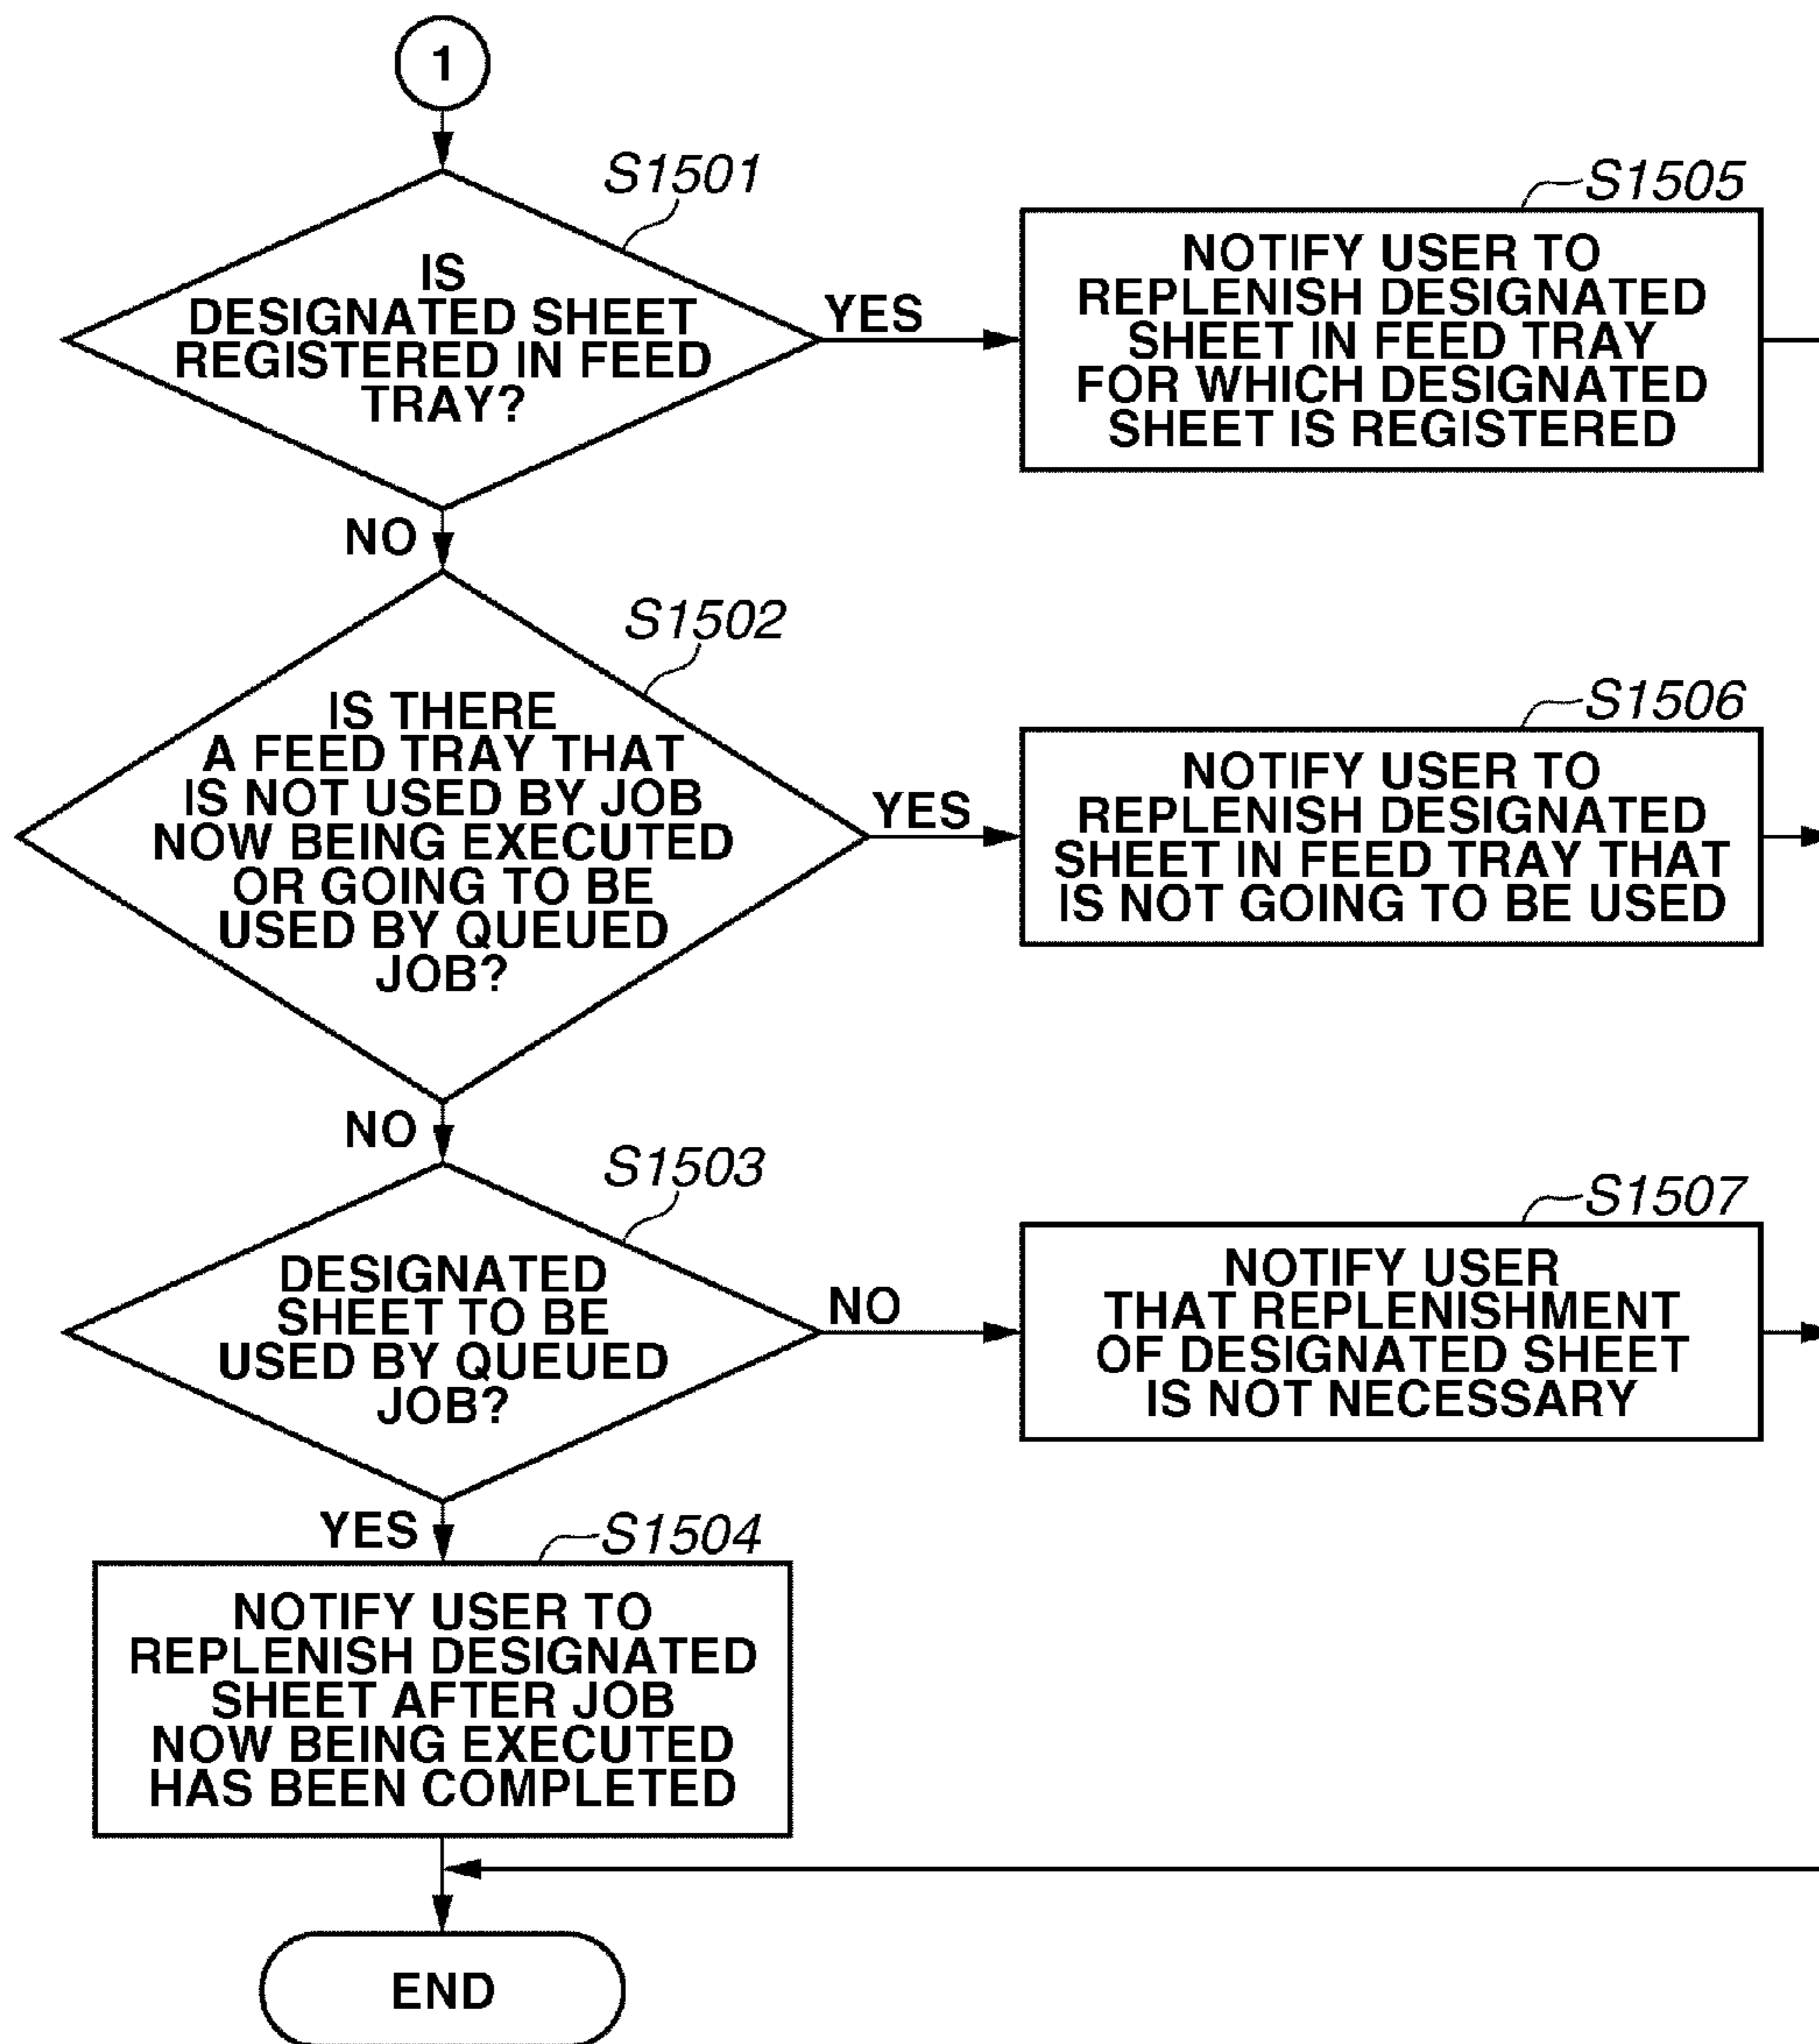 1
S1501
IS
DESIGNATED SHEET
REGISTERED IN FEED
TRAY?
YES
S1505
NOTIFY USER TO
REPLENISH DESIGNATED
SHEET IN FEED TRAY
FOR WHICH DESIGNATED
SHEET IS REGISTERED
NO
S1502
IS THERE
A FEED TRAY THAT
IS NOT USED BY JOB
NOW BEING EXECUTED
OR GOING TO BE
USED BY QUEUED
JOB?
YES
S1506
NOTIFY USER TO
REPLENISH DESIGNATED
SHEET IN FEED TRAY THAT
IS NOT GOING TO BE USED
NO
S1503
DESIGNATED
SHEET TO BE
USED BY QUEUED
JOB?
NO
S1507
NOTIFY USER
THAT REPLENISHMENT
OF DESIGNATED SHEET
IS NOT NECESSARY
YES
S1504
NOTIFY USER TO
REPLENISH DESIGNATED
SHEET AFTER JOB
NOW BEING EXECUTED
HAS BEEN COMPLETED
END